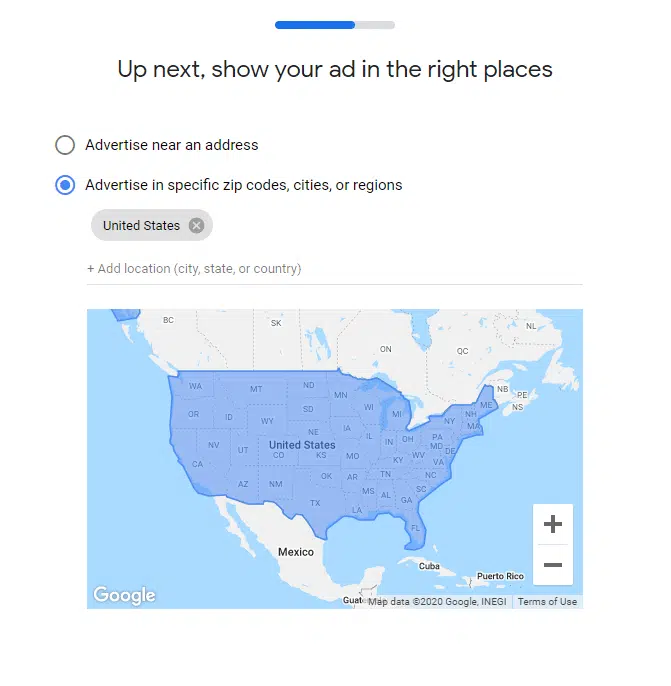 Up next, show your ad in the right places
Advertise near an address
Advertise in specific zip codes, cities, or regions
United States
+ Add location (city, state, or country)
BC
SK
ON
QC
NL
NB
PE
NS
WA
MT
ND
MN
OR
ID
WY
SD
WI
MI
NY
NH
ME
MA
NV
UT
CO
NE
IA
IL
IN
OH
PA
MD
DE
United States
CA
KS
MO
KY
WV
VA
AZ
NM
OK
AR
TN
NC
TX
LA
MS
AL
GA
SC
FL
Mexico
Cuba
Puerto Rico
Guat
Google
Map data ©2020 Google, INEGI
Terms of Use